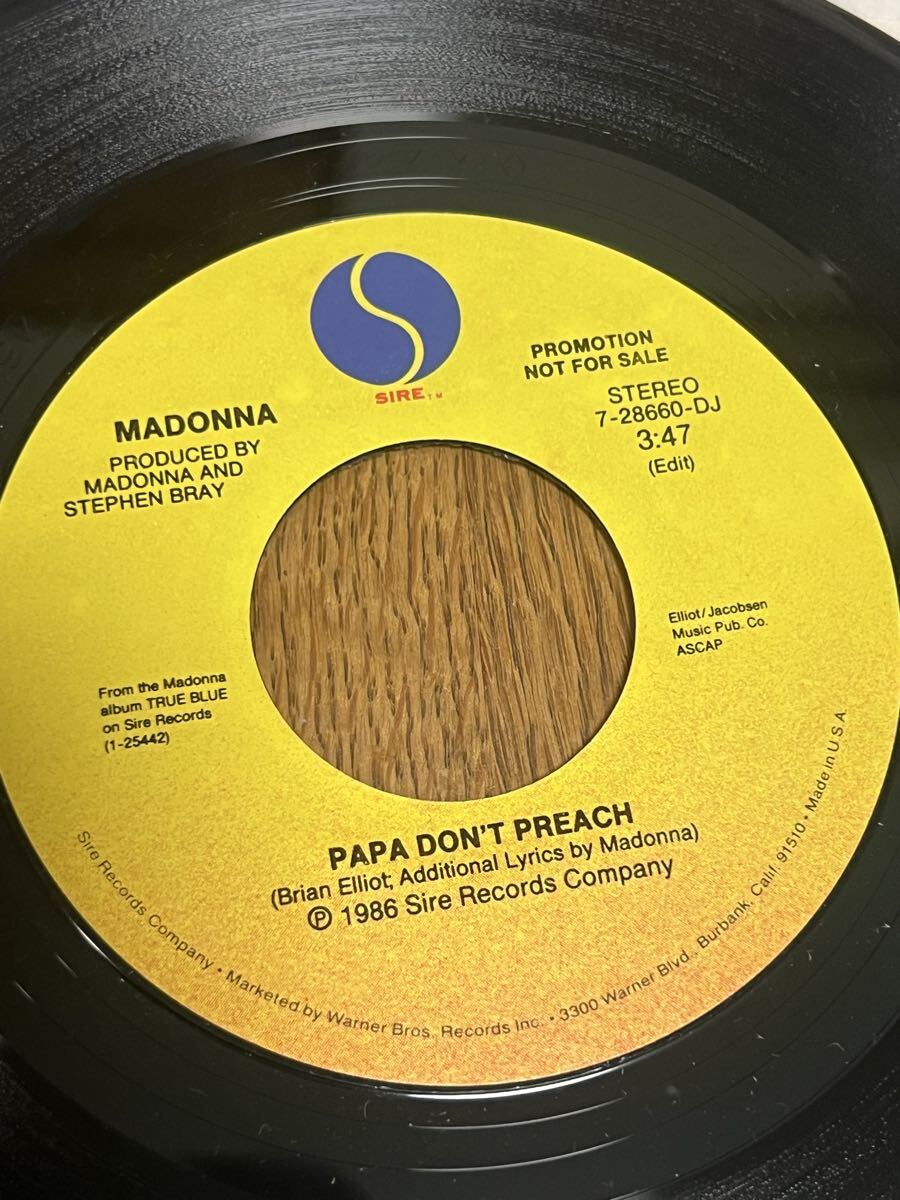 SIRE™
MADONNA
PRODUCED BY
MADONNA AND
STEPHEN BRAY
PROMOTION
NOT FOR SALE
STEREO
7-28660-DJ
3:47
(Edit)
Elliot/Jacobsen
Music Pub. Co.
ASCAP
From the Madonna
album TRUE BLUE
on Sire Records
(1-25442)
PAPA DON'T PREACH
(Brian Elliot; Additional Lyrics by Madonna)
℗ 1986 Sire Records Company
Sire Records Company • Marketed by Warner Bros. Records Inc. • 3300 Warner Blvd., Burbank, Calif. 91510 • Made in U.S.A.